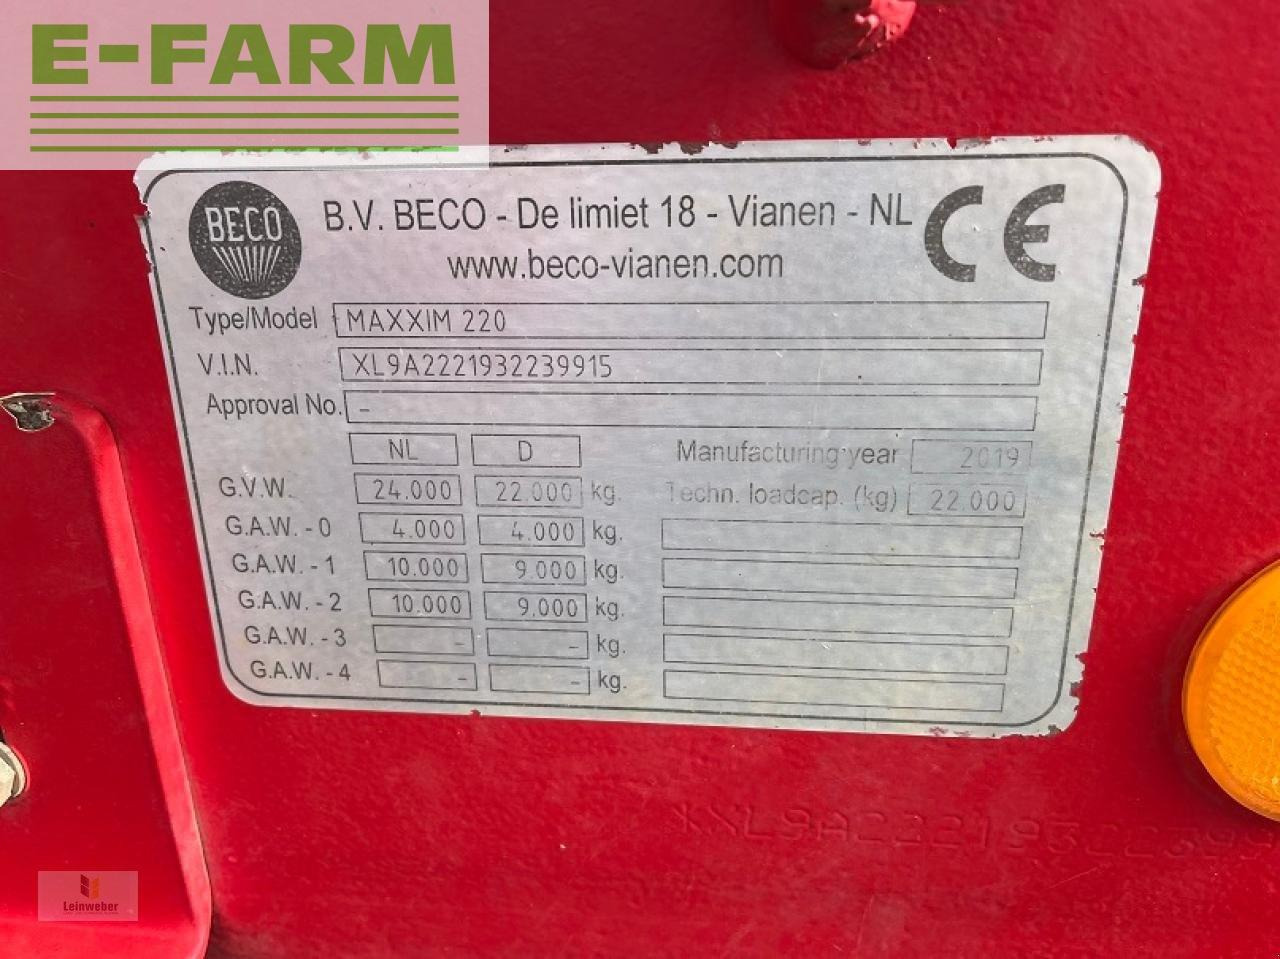 E-FARM
BECO
B.V. BECO - De limiet 18 - Vianen - NL
CE
www.beco-vianen.com
Type/Model MAXXIM 220
V.I.N. XL9A2221932239915
Approval No. -
NL D Manufacturing year 2019
G.V.W. 24.000 22.000 kg. Techn. loadcap. (kg) 22.000
G.A.W. - 0 4.000 4.000 kg.
G.A.W. - 1 10.000 9.000 kg.
G.A.W. - 2 10.000 9.000 kg.
G.A.W. - 3 - - kg.
G.A.W. - 4 - - kg.
XL9A22219322399
Leinweber